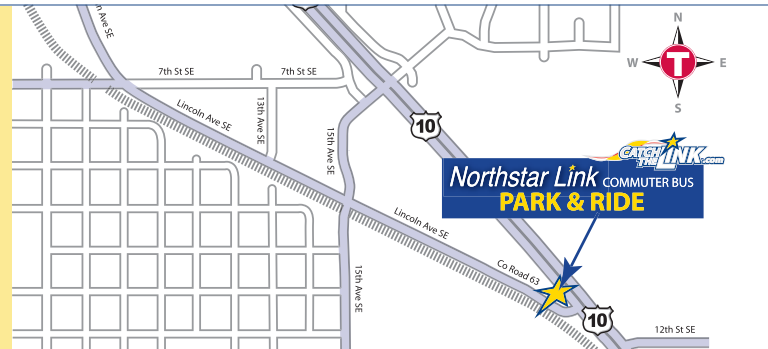 n Ave SE
N
W T E
S
7th St SE
7th St SE
Lincoln Ave SE
13th Ave SE
15th Ave SE
10
CATCH
THE LINK.com
Northstar Link COMMUTER BUS
PARK & RIDE
Lincoln Ave SE
Co Road 63
15th Ave SE
10
12th St SE